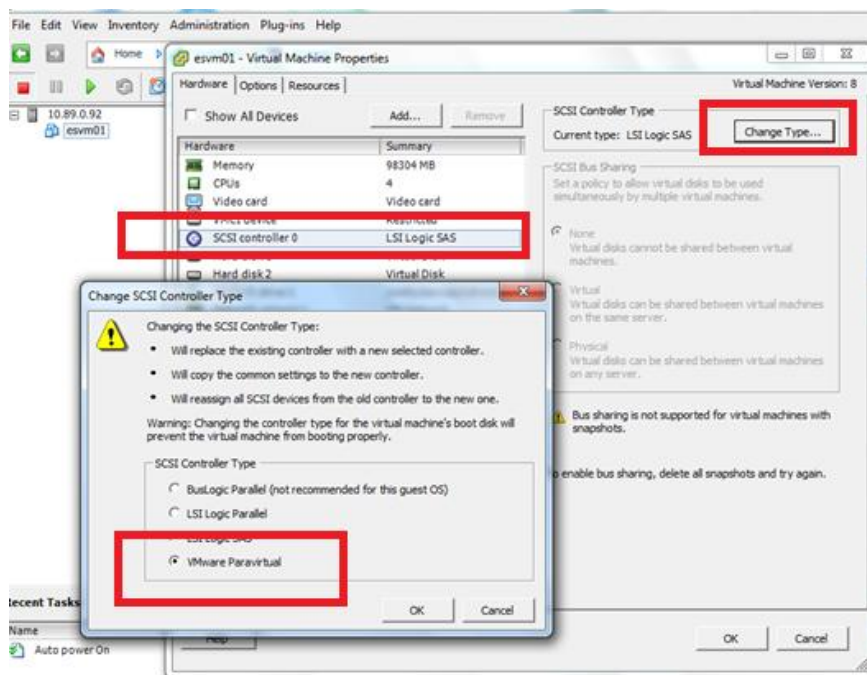 File Edit View Inventory Administration Plug-ins Help
Home
esvm01 - Virtual Machine Properties
Hardware Options Resources
Virtual Machine Version: 8
10.89.0.92
esvm01
Show All Devices
Add...
Remove
Hardware Summary
Memory 98304 MB
CPUs 4
Video card Video card
VMCI device Restricted
SCSI controller 0 LSI Logic SAS
Hard disk 2 Virtual Disk
SCSI Controller Type
Current type: LSI Logic SAS
Change Type...
SCSI Bus Sharing
Set a policy to allow virtual disks to be used
simultaneously by multiple virtual machines.
None
Virtual disks cannot be shared between virtual
machines.
Virtual
Virtual disks can be shared between virtual machines
on the same server.
Physical
Virtual disks can be shared between virtual machines
on any server.
Bus sharing is not supported for virtual machines with
snapshots.
o enable bus sharing, delete all snapshots and try again.
Change SCSI Controller Type
Changing the SCSI Controller Type:
• Will replace the existing controller with a new selected controller.
• Will copy the common settings to the new controller.
• Will reassign all SCSI devices from the old controller to the new one.
Warning: Changing the controller type for the virtual machine's boot disk will
prevent the virtual machine from booting properly.
SCSI Controller Type
BusLogic Parallel (not recommended for this guest OS)
LSI Logic Parallel
LSI Logic SAS
VMware Paravirtual
OK Cancel
Recent Tasks
Name
Auto power On
Help
OK Cancel